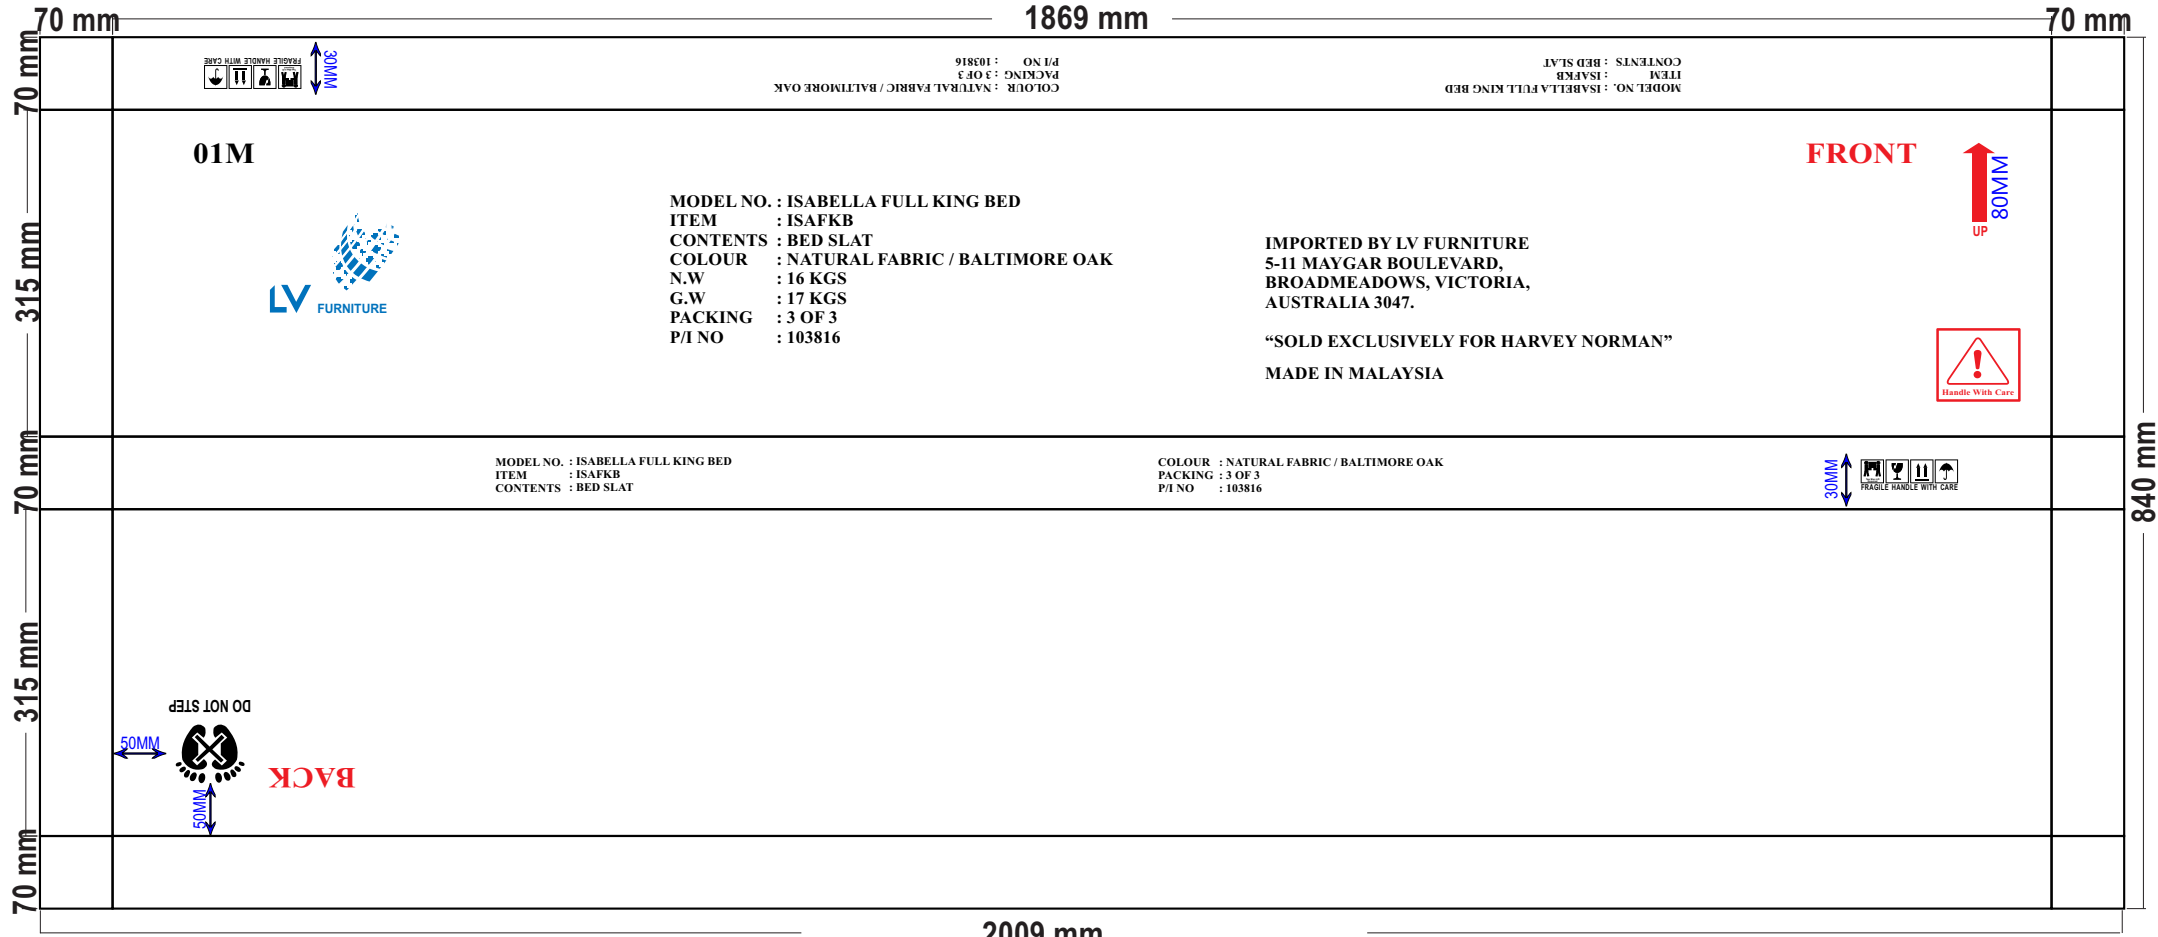 70 mm
1869 mm
70 mm
70 mm
FRAGILE HANDLE WITH CARE
30MM
COLOUR : NATURAL FABRIC / BALTIMORE OAK
PACKING : 3 OF 3
P/I NO : 103816
MODEL NO. : ISABELLA FULL KING BED
ITEM : ISAFKB
CONTENTS : BED SLAT
01M
FRONT
80MM
UP
315 mm
LV FURNITURE
MODEL NO. : ISABELLA FULL KING BED
ITEM : ISAFKB
CONTENTS : BED SLAT
COLOUR : NATURAL FABRIC / BALTIMORE OAK
N.W : 16 KGS
G.W : 17 KGS
PACKING : 3 OF 3
P/I NO : 103816
IMPORTED BY LV FURNITURE
5-11 MAYGAR BOULEVARD,
BROADMEADOWS, VICTORIA,
AUSTRALIA 3047.
“SOLD EXCLUSIVELY FOR HARVEY NORMAN”
MADE IN MALAYSIA
Handle With Care
70 mm
MODEL NO. : ISABELLA FULL KING BED
ITEM : ISAFKB
CONTENTS : BED SLAT
COLOUR : NATURAL FABRIC / BALTIMORE OAK
PACKING : 3 OF 3
P/I NO : 103816
30MM
FRAGILE HANDLE WITH CARE
840 mm
315 mm
DO NOT STEP
50MM
BACK
50MM
70 mm
2009 mm